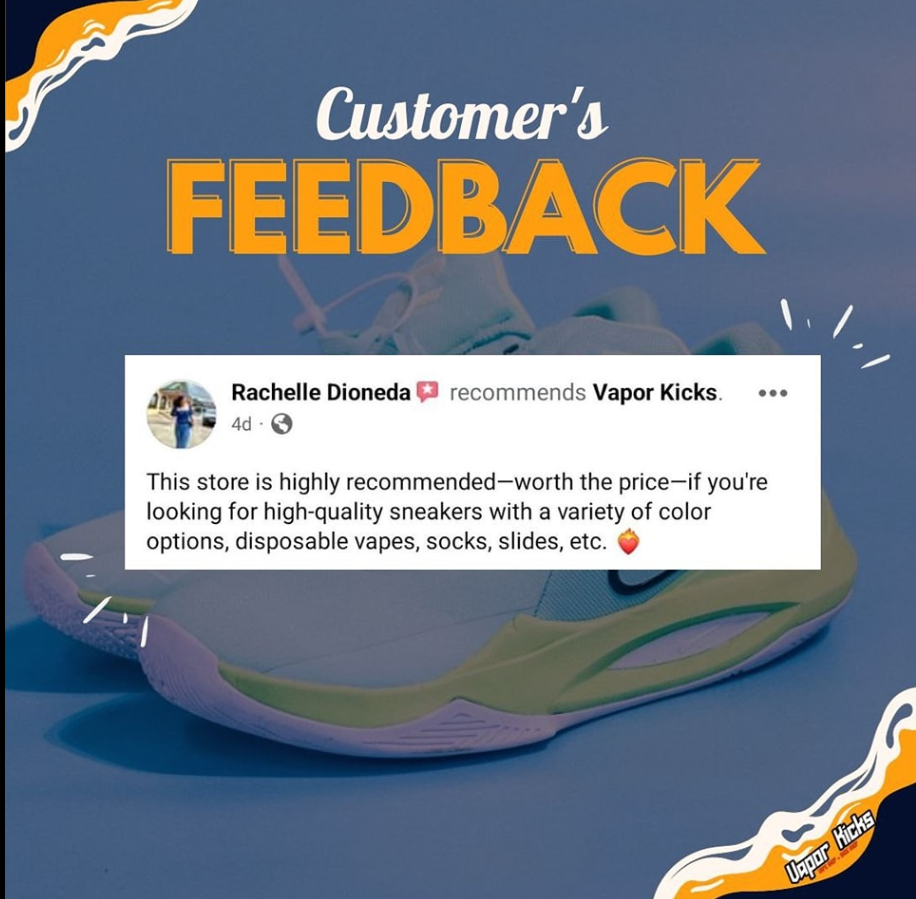 Customer's
FEEDBACK
Rachelle Dioneda recommends Vapor Kicks.
4d ·
This store is highly recommended—worth the price—if you're
looking for high-quality sneakers with a variety of color
options, disposable vapes, socks, slides, etc. ❤️‍🔥
Vapor Kicks